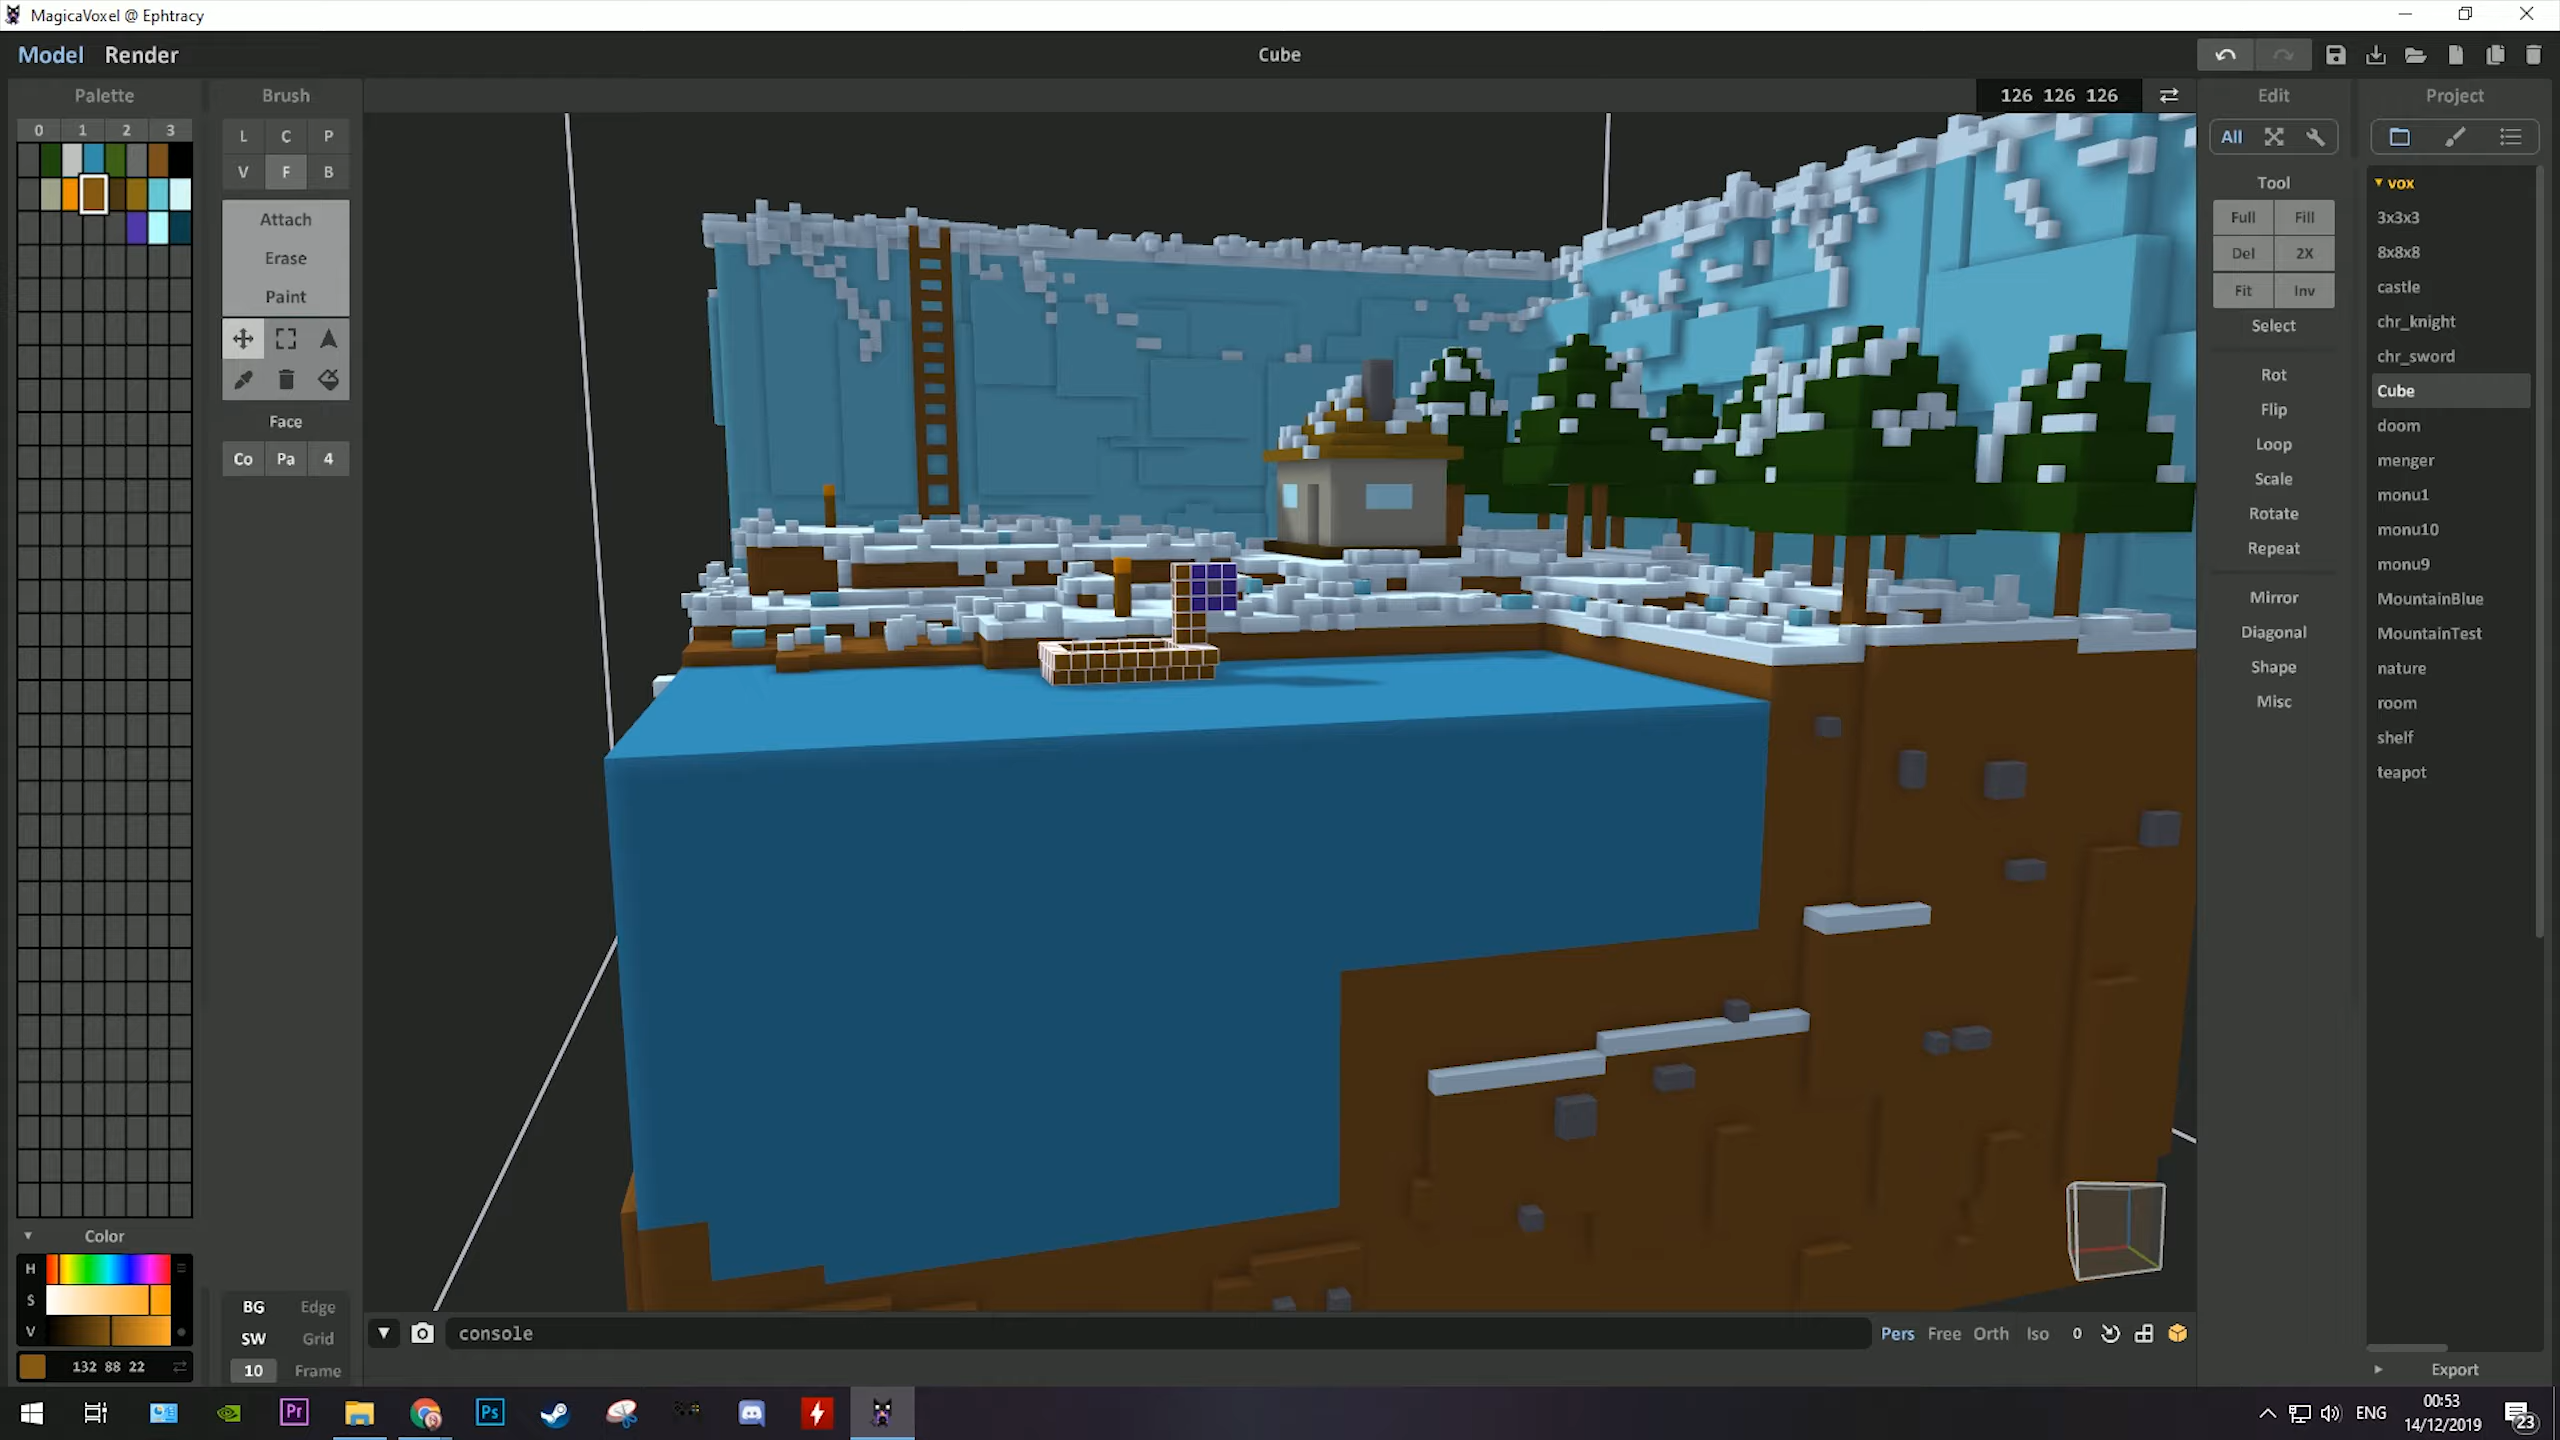 MagicaVoxel @ Ephtracy
Model Render
Cube
126 126 126
Palette
0 1 2 3
Brush
L C P
V F B
Attach
Erase
Paint
Face
Co Pa 4
Edit
All
Tool
Full Fill
Del 2X
Fit Inv
Select
Rot
Flip
Loop
Scale
Rotate
Repeat
Mirror
Diagonal
Shape
Misc
Project
vox
3x3x3
8x8x8
castle
chr_knight
chr_sword
Cube
doom
menger
monu1
monu10
monu9
MountainBlue
MountainTest
nature
room
shelf
teapot
Export
Color
H
S
V
132 88 22
BG Edge
SW Grid
10 Frame
console
Pers Free Orth Iso 0
Pr
Ps
ENG
00:53
14/12/2019
23